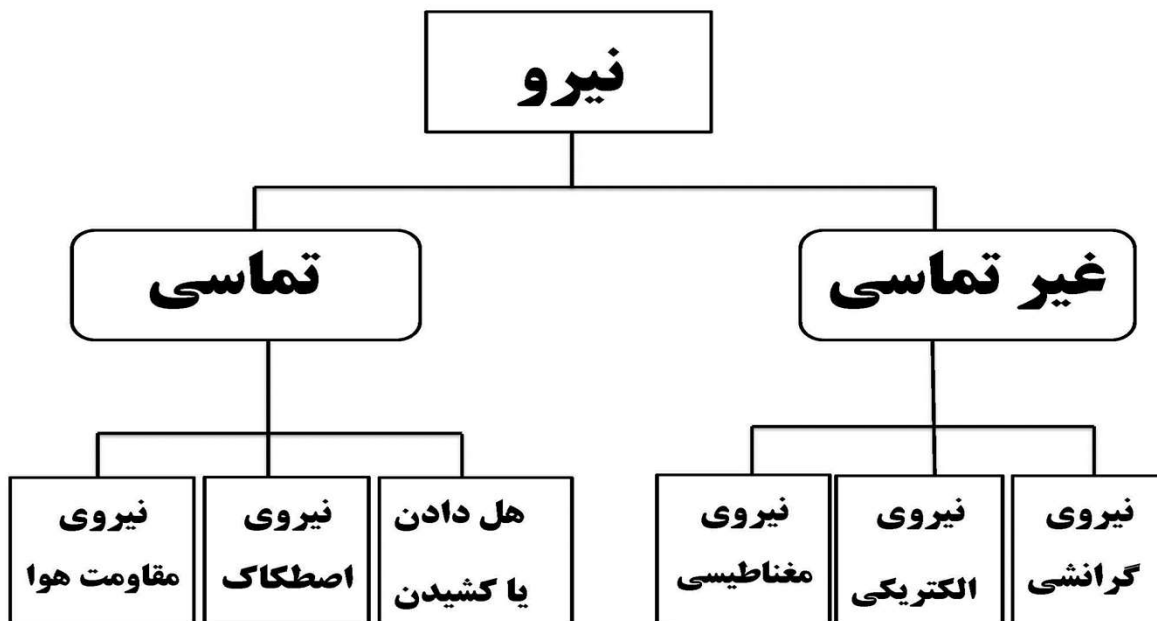 نیرو
غیر تماسی
تماسی
نیروی
گرانشی
نیروی
الکتریکی
نیروی
مغناطیسی
هل دادن
یا کشیدن
نیروی
اصطکاک
نیروی
مقاومت هوا